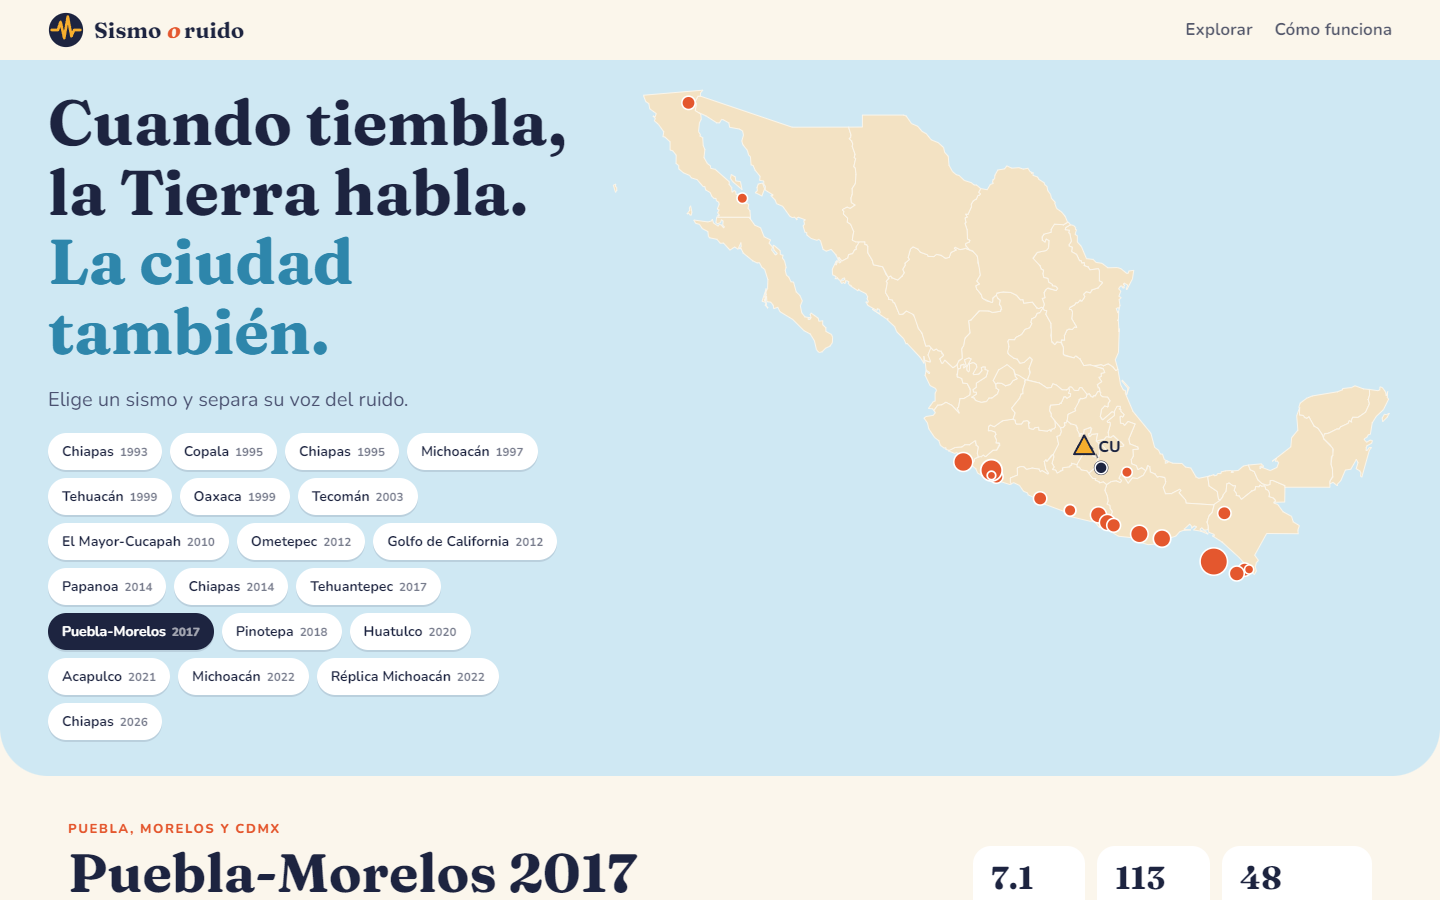 Sismo o ruido
Explorar Cómo funciona
Cuando tiembla,
la Tierra habla.
La ciudad
también.
Elige un sismo y separa su voz del ruido.
Chiapas 1993 Copala 1995 Chiapas 1995 Michoacán 1997
Tehuacán 1999 Oaxaca 1999 Tecomán 2003
El Mayor-Cucapah 2010 Ometepec 2012 Golfo de California 2012
Papanoa 2014 Chiapas 2014 Tehuantepec 2017
Puebla-Morelos 2017 Pinotepa 2018 Huatulco 2020
Acapulco 2021 Michoacán 2022 Réplica Michoacán 2022
Chiapas 2026
CU
PUEBLA, MORELOS Y CDMX
Puebla-Morelos 2017
7.1 113 48